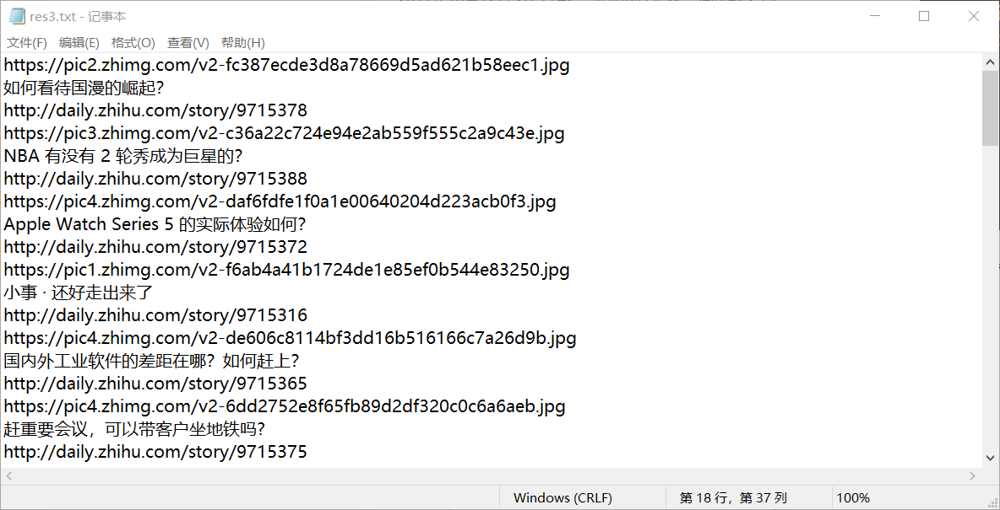 res3.txt - 记事本
文件(F) 编辑(E) 格式(O) 查看(V) 帮助(H)
https://pic2.zhimg.com/v2-fc387ecde3d8a78669d5ad621b58eec1.jpg
如何看待国漫的崛起?
http://daily.zhihu.com/story/9715378
https://pic3.zhimg.com/v2-c36a22c724e94e2ab559f555c2a9c43e.jpg
NBA 有没有 2 轮秀成为巨星的?
http://daily.zhihu.com/story/9715388
https://pic4.zhimg.com/v2-daf6fdfe1f0a1e00640204d223acb0f3.jpg
Apple Watch Series 5 的实际体验如何?
http://daily.zhihu.com/story/9715372
https://pic1.zhimg.com/v2-f6ab4a41b1724de1e85ef0b544e83250.jpg
小事 · 还好走出来了
http://daily.zhihu.com/story/9715316
https://pic4.zhimg.com/v2-de606c8114bf3dd16b516166c7a26d9b.jpg
国内外工业软件的差距在哪？如何赶上?
http://daily.zhihu.com/story/9715365
https://pic4.zhimg.com/v2-6dd2752e8f65fb89d2df320c0c6a6aeb.jpg
赶重要会议，可以带客户坐地铁吗?
http://daily.zhihu.com/story/9715375
Windows (CRLF) 第 18 行，第 37 列 100%